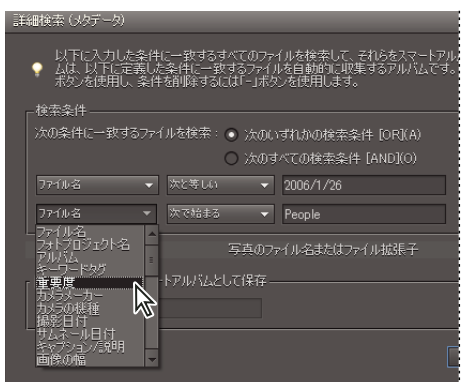 詳細検索 (メタデータ)
以下に入力した条件に一致するすべてのファイルを検索して、それらをスマートアル
ムは、以下に定義した条件に一致するファイルを自動的に収集するアルバムです。
ボタンを使用し、条件を削除するには「-」ボタンを使用します。
検索条件
次の条件に一致するファイルを検索 : 次のいずれかの検索条件 [OR](A)
次のすべての検索条件 [AND](O)
ファイル名 次と等しい 2006/1/26
ファイル名 次で始まる People
ファイル名
フォトプロジェクト名
アルバム
写真のファイル名またはファイル拡張子
キーワードタグ
重要度
ートアルバムとして保存
カメラメーカー
カメラの機種
撮影日付
サムネール日付
キャプション/説明
画像の幅